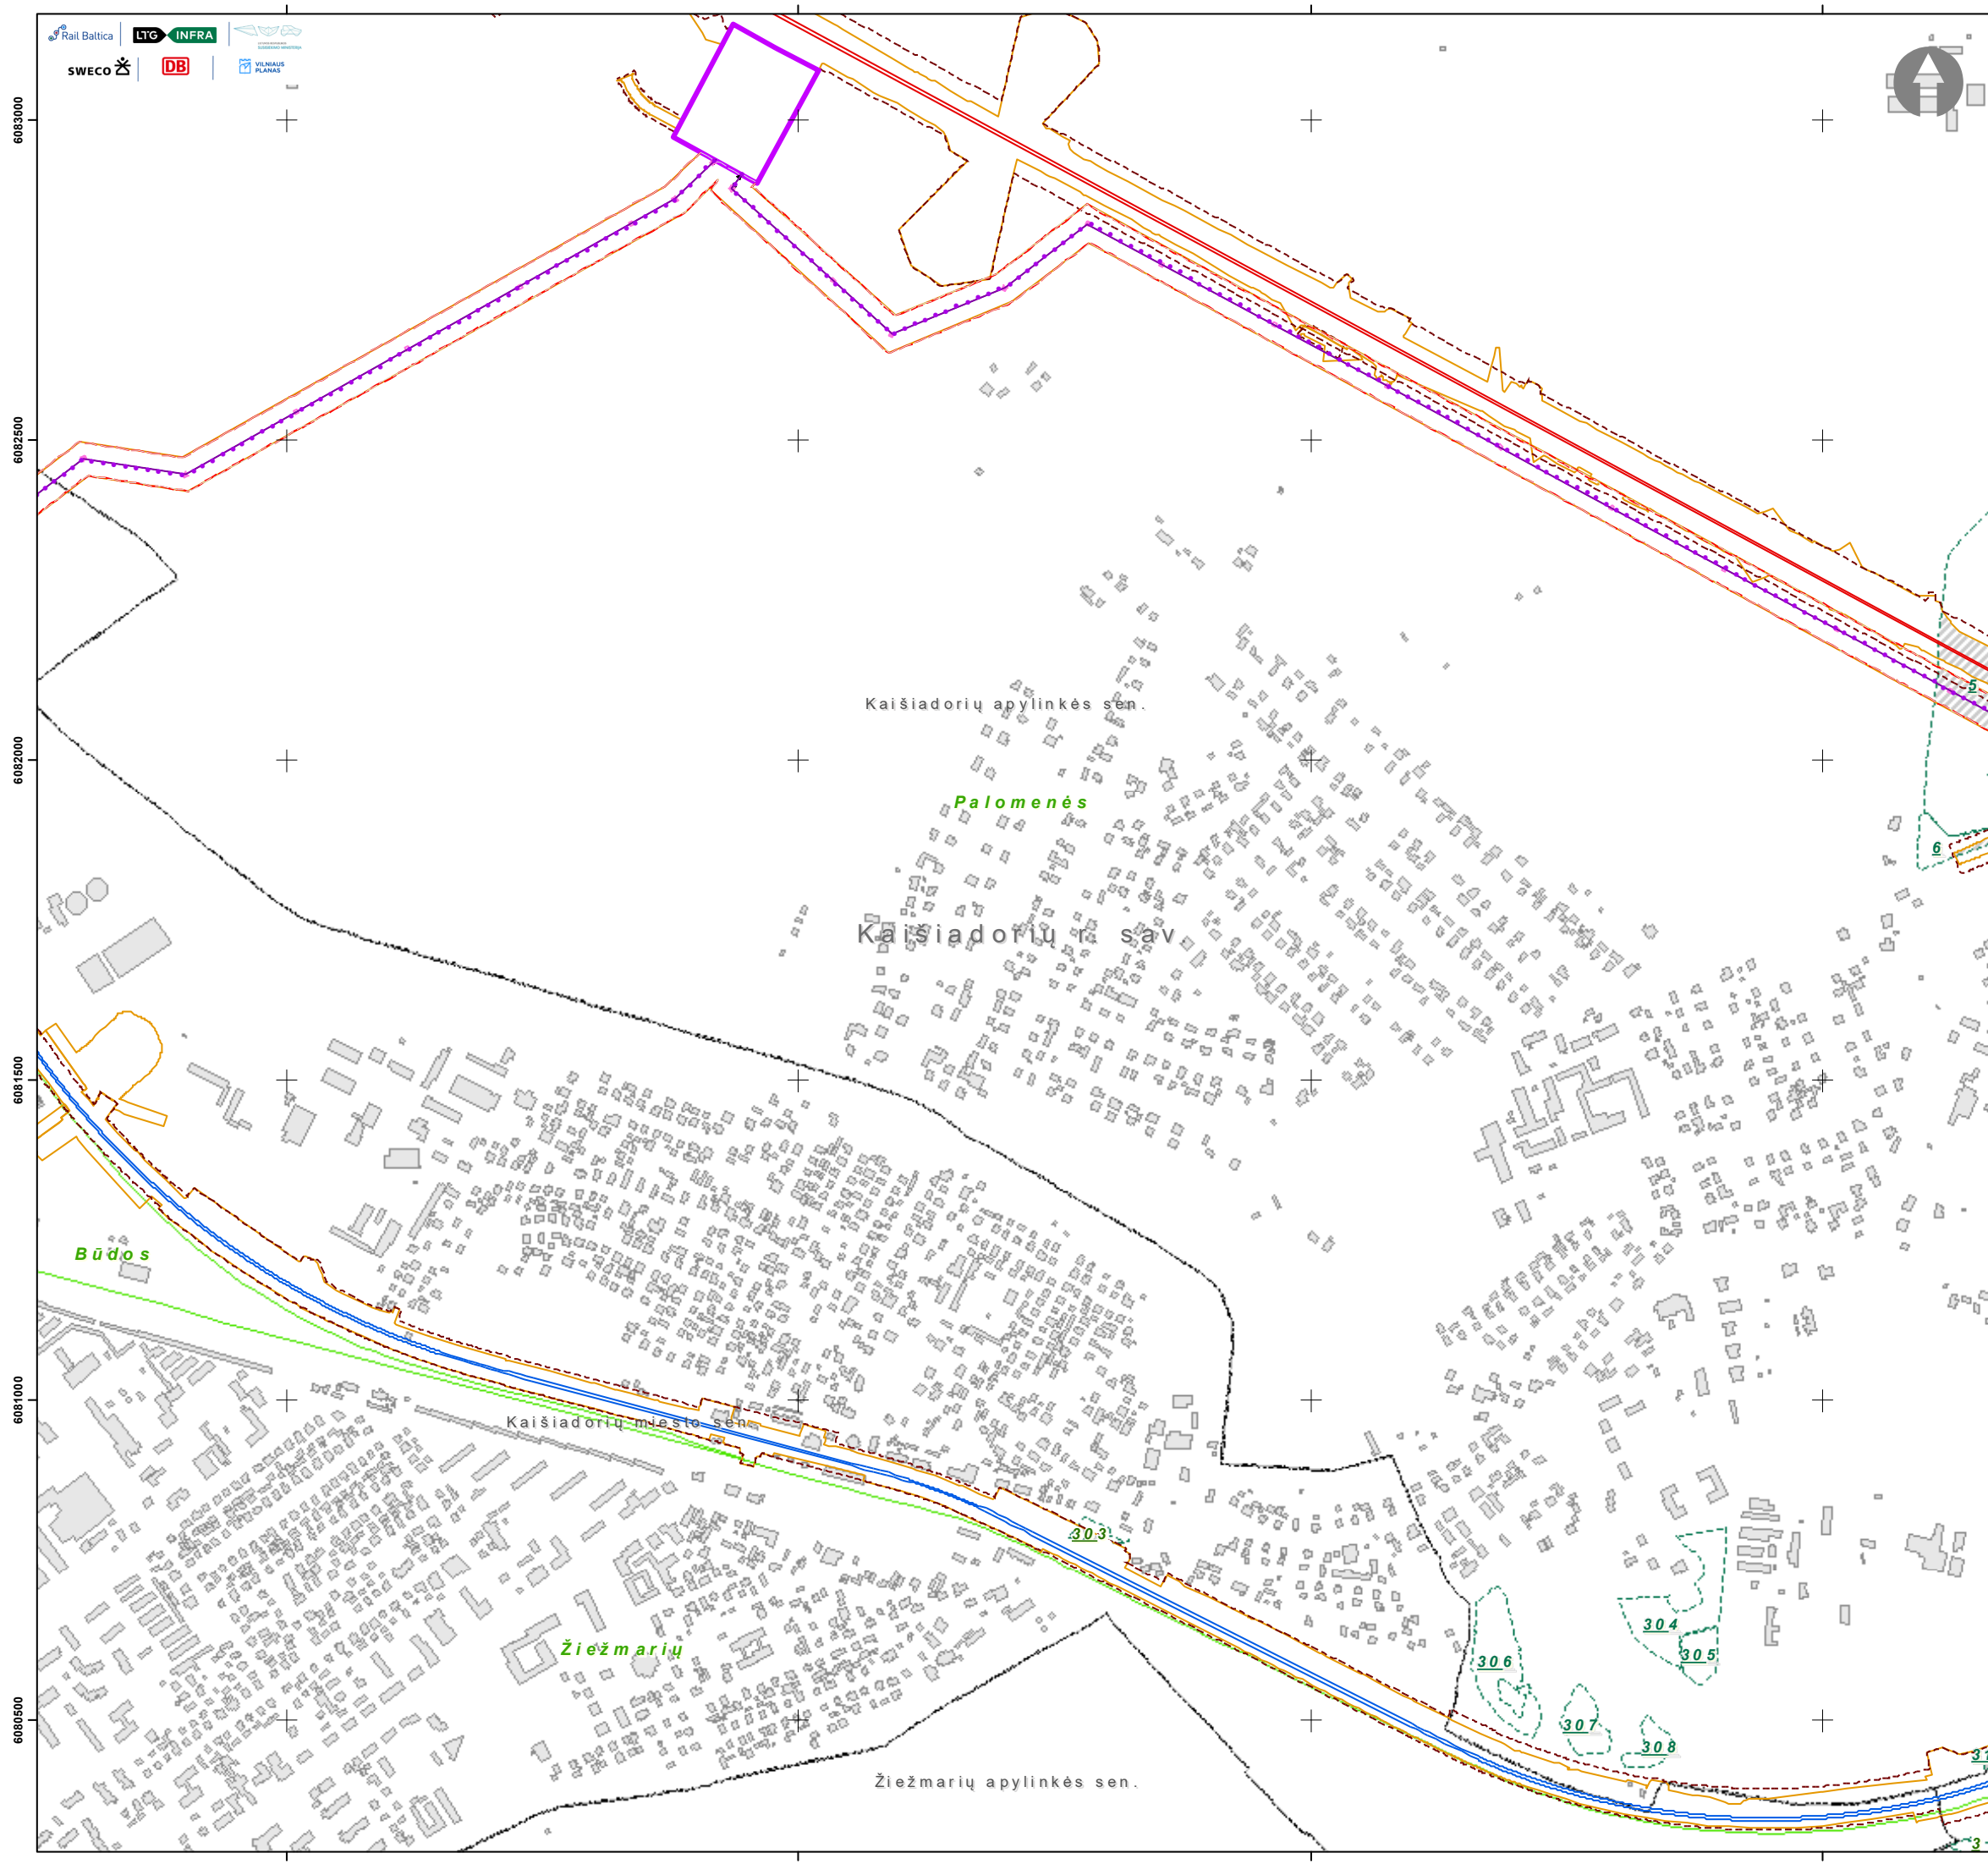 Rail Baltica
LTG INFRA
SWECO
DB
VILNIAUS
PLANAS
6083000
6082500
6082000
6081500
6081000
6080500
Kaišiadorių apylinkės sen.
Palomenės
Kaišiadorių r. sav.
5
6
Būdos
Kaišiadorių miesto sen.
303
Žiežmarių
304
305
306
307
308
Žiežmarių apylinkės sen.